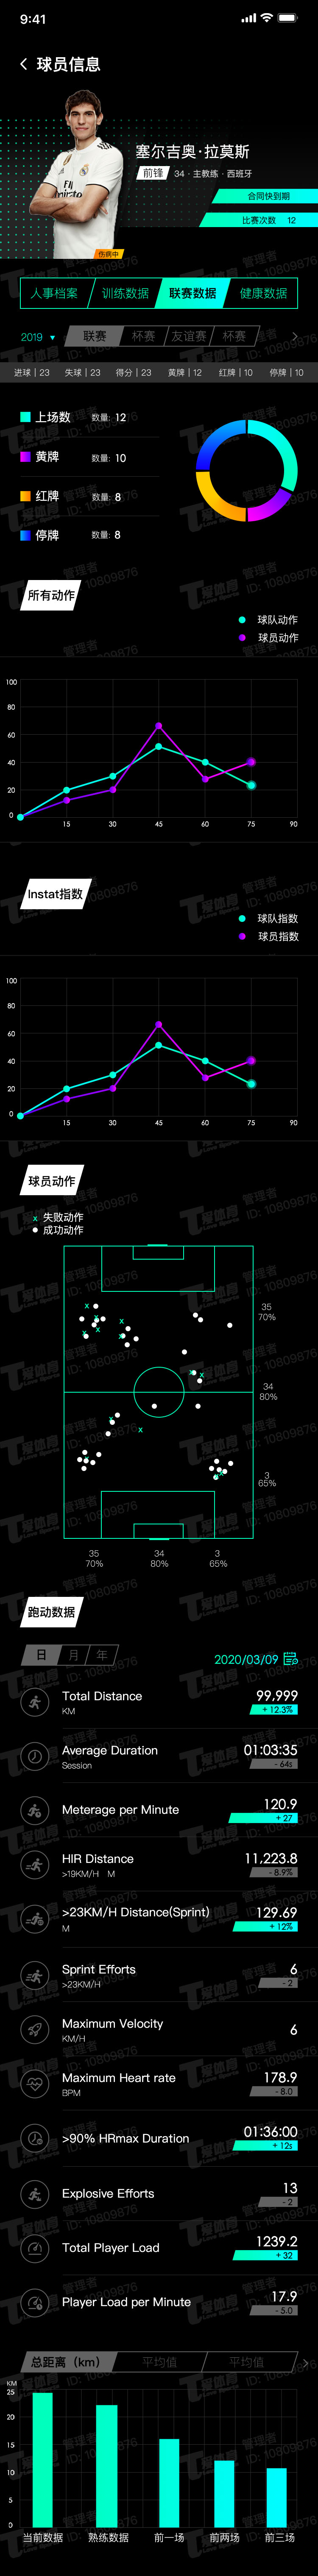 9:41
球员信息
塞尔吉奥·拉莫斯
前锋 34 · 主教练 · 西班牙
合同快到期
比赛次数 12
伤病中
人事档案 训练数据 联赛数据 健康数据
2019 联赛 杯赛 友谊赛 杯赛
进球 | 23 失球 | 23 得分 | 23 黄牌 | 12 红牌 | 10 停牌 | 10
上场数 数量: 12
黄牌 数量: 10
红牌 数量: 8
停牌 数量: 8
所有动作
球队动作
球员动作
100
80
60
40
20
0
15 30 45 60 75 90
Instat指数
球队指数
球员指数
100
80
60
40
20
0
15 30 45 60 75 90
球员动作
x 失败动作
成功动作
35
70%
34
80%
3
65%
35 34 3
70% 80% 65%
跑动数据
日 月 年
2020/03/09
Total Distance 99,999
KM + 12.3%
Average Duration 01:03:35
Session - 64s
Meterage per Minute 120.9
+ 27
HIR Distance 11,223.8
>19KM/H M - 8.9%
>23KM/H Distance(Sprint) 129.69
M + 12%
Sprint Efforts 6
>23KM/H - 2
Maximum Velocity 6
KM/H
Maximum Heart rate 178.9
BPM - 8.0
>90% HRmax Duration 01:36:00
+ 12s
Explosive Efforts 13
- 2
Total Player Load 1239.2
+ 32
Player Load per Minute 17.9
- 5.0
总距离（km） 平均值 平均值
KM
25
20
15
10
5
0
当前数据 熟练数据 前一场 前两场 前三场
管理者
ID: 10809876